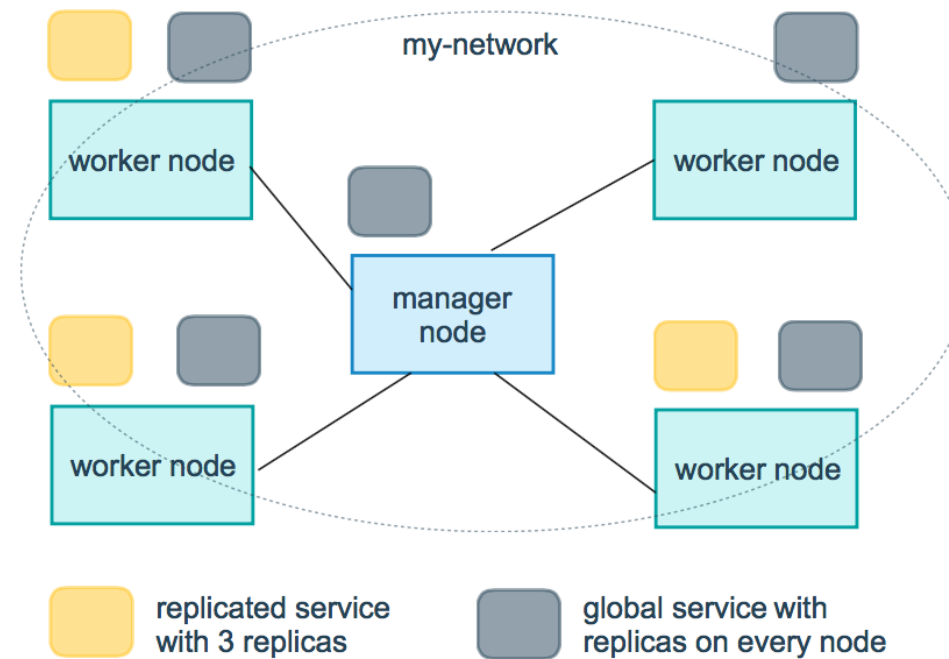 my-network
worker node
worker node
manager
node
worker node
worker node
replicated service
with 3 replicas
global service with
replicas on every node